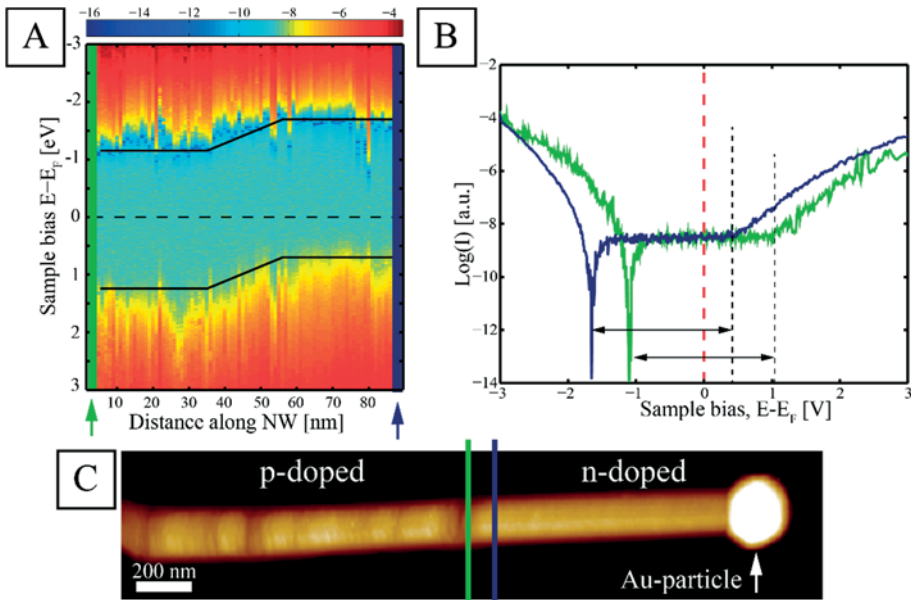 A
-16 -14 -12 -10 -8 -6 -4
-3
-2
-1
0
1
2
3
Sample bias E−E_F [eV]
10 20 30 40 50 60 70 80
Distance along NW [nm]
B
−2
−4
−6
−8
−10
−12
−14
Log(I) [a.u.]
−3 −2 −1 0 1 2 3
Sample bias, E-E_F [V]
C
p-doped n-doped
200 nm
Au-particle